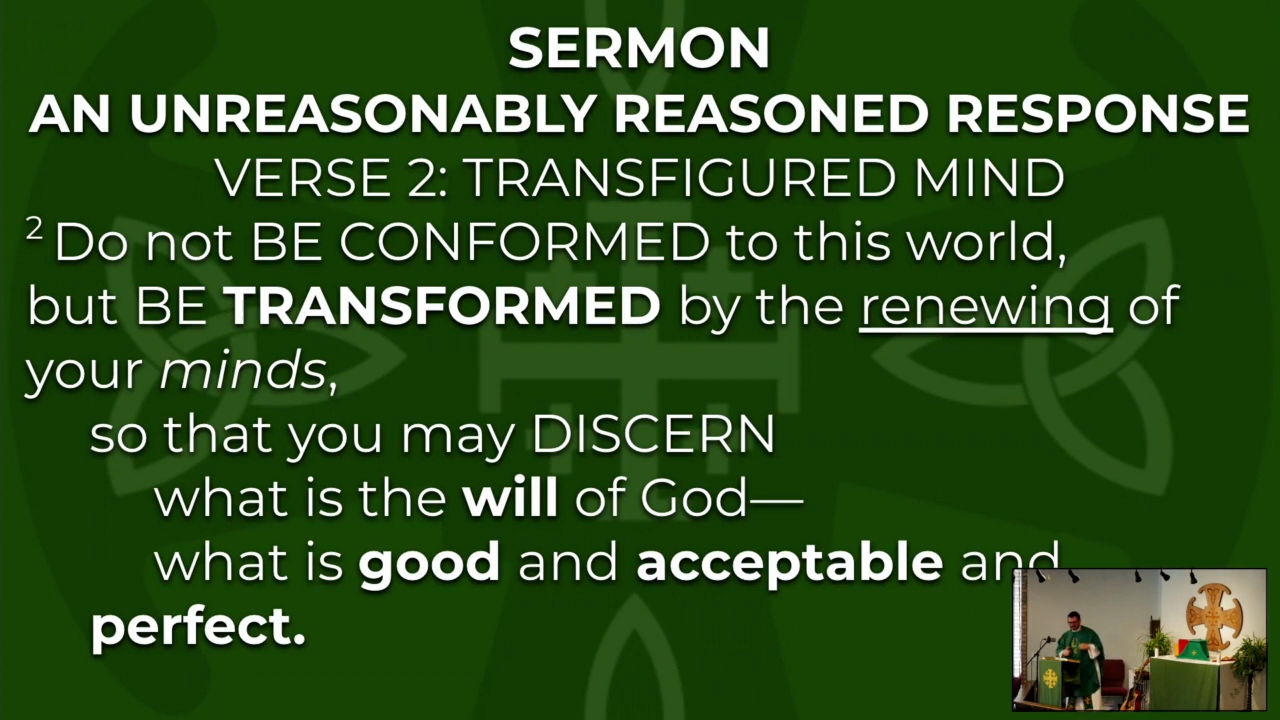 SERMON
AN UNREASONABLY REASONED RESPONSE
VERSE 2: TRANSFIGURED MIND
² Do not BE CONFORMED to this world,
but BE TRANSFORMED by the renewing of
your minds,
so that you may DISCERN
what is the will of God—
what is good and acceptable and
perfect.